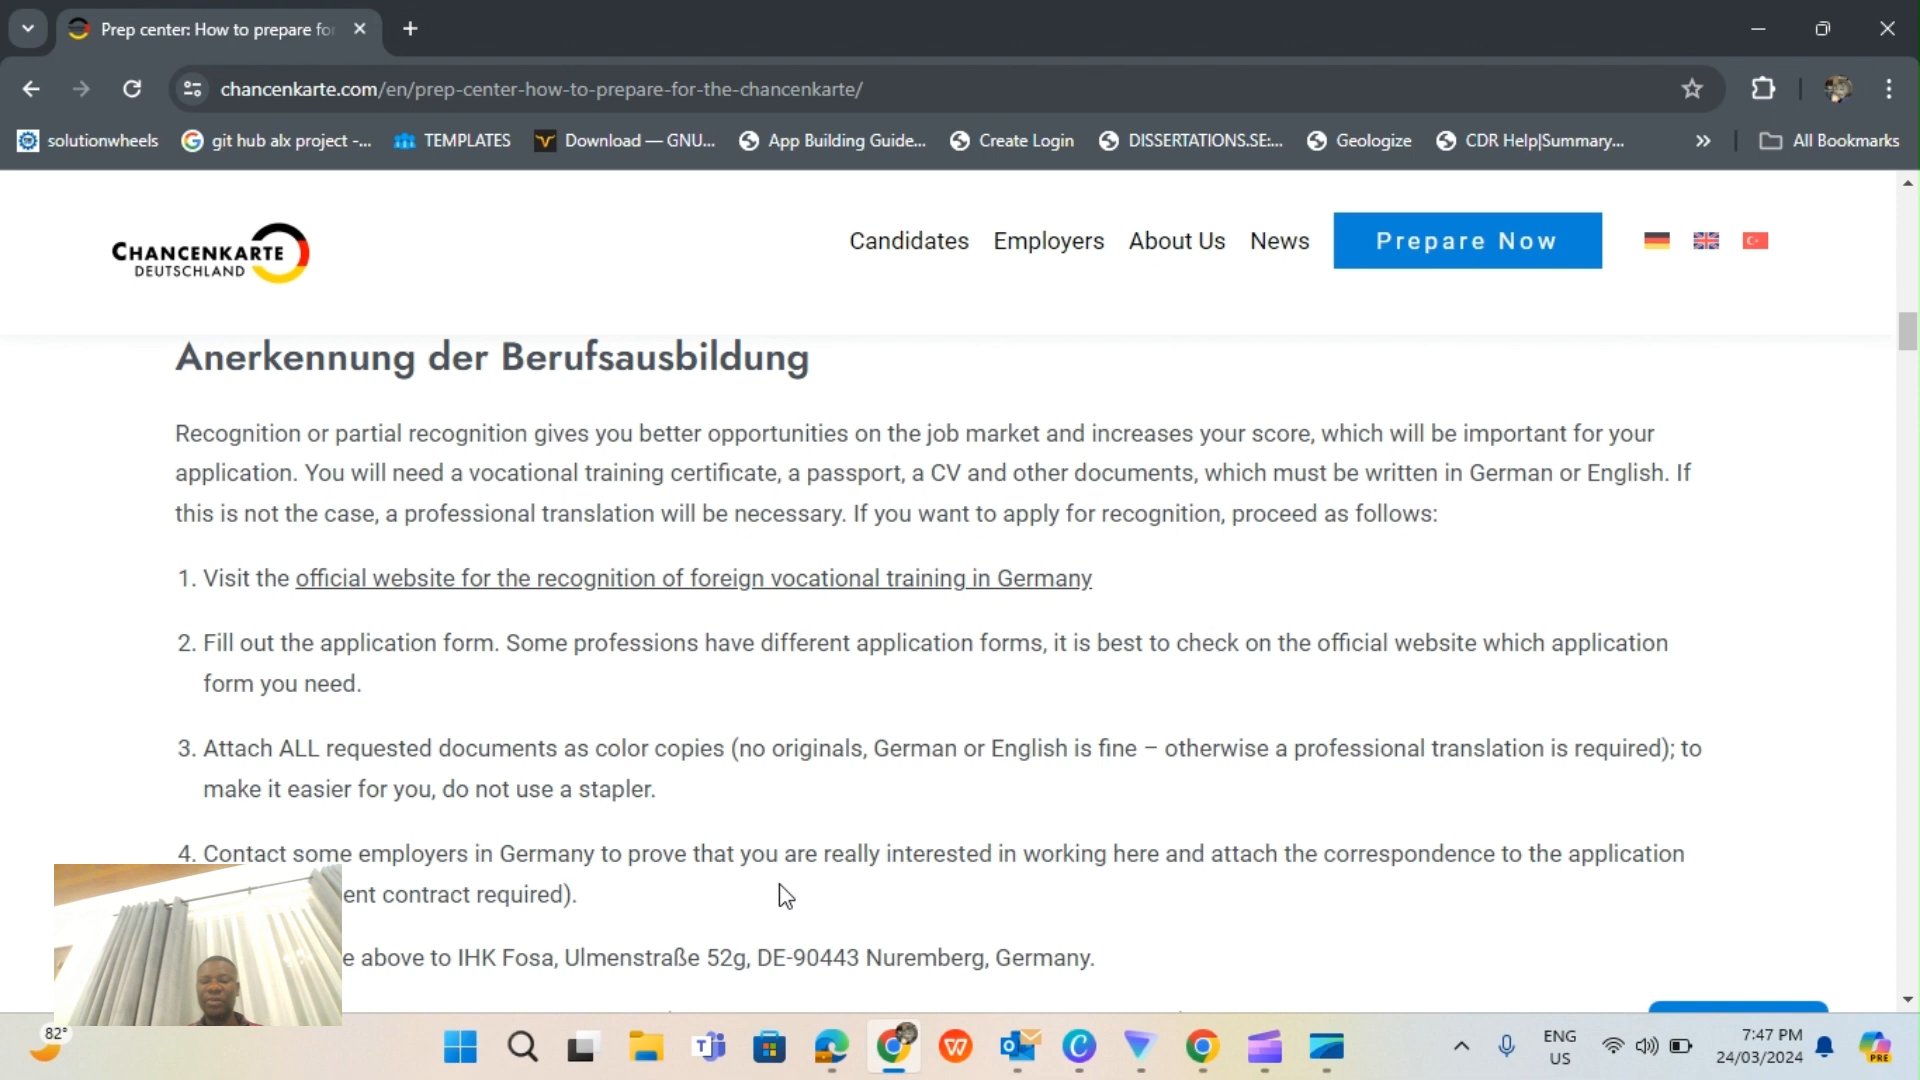 Prep center: How to prepare for
chancenkarte.com/en/prep-center-how-to-prepare-for-the-chancenkarte/
solutionwheels git hub alx project -... TEMPLATES Download — GNU... App Building Guide... Create Login DISSERTATIONS.SE:... Geologize CDR Help|Summary... All Bookmarks
CHANCENKARTE
DEUTSCHLAND
Candidates Employers About Us News Prepare Now
Anerkennung der Berufsausbildung
Recognition or partial recognition gives you better opportunities on the job market and increases your score, which will be important for your
application. You will need a vocational training certificate, a passport, a CV and other documents, which must be written in German or English. If
this is not the case, a professional translation will be necessary. If you want to apply for recognition, proceed as follows:
1. Visit the official website for the recognition of foreign vocational training in Germany
2. Fill out the application form. Some professions have different application forms, it is best to check on the official website which application
form you need.
3. Attach ALL requested documents as color copies (no originals, German or English is fine – otherwise a professional translation is required); to
make it easier for you, do not use a stapler.
4. Contact some employers in Germany to prove that you are really interested in working here and attach the correspondence to the application
ent contract required).
e above to IHK Fosa, Ulmenstraße 52g, DE-90443 Nuremberg, Germany.
82°
ENG
US
7:47 PM
24/03/2024
PRE